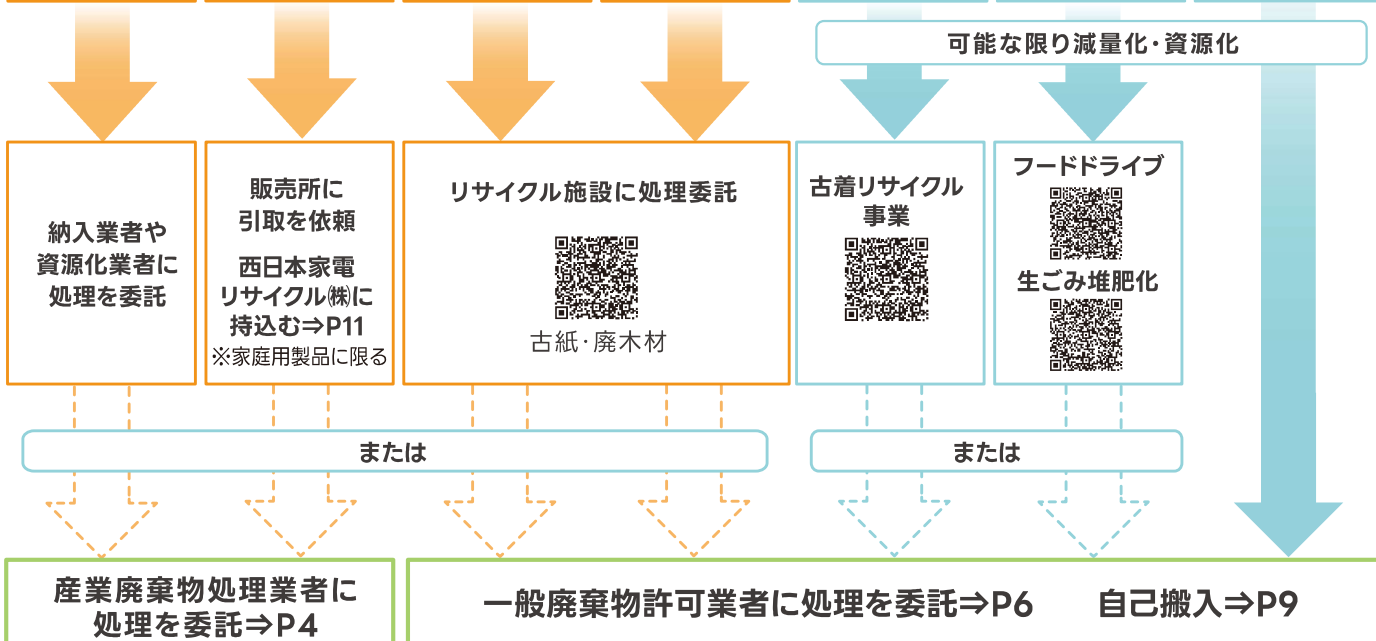 可能な限り減量化・資源化
納入業者や
資源化業者に
処理を委託
販売所に
引取を依頼
西日本家電
リサイクル㈱に
持込む⇒P11
※家庭用製品に限る
リサイクル施設に処理委託
古紙・廃木材
古着リサイクル
事業
フードドライブ
生ごみ堆肥化
または
または
産業廃棄物処理業者に
処理を委託⇒P4
一般廃棄物許可業者に処理を委託⇒P6
自己搬入⇒P9